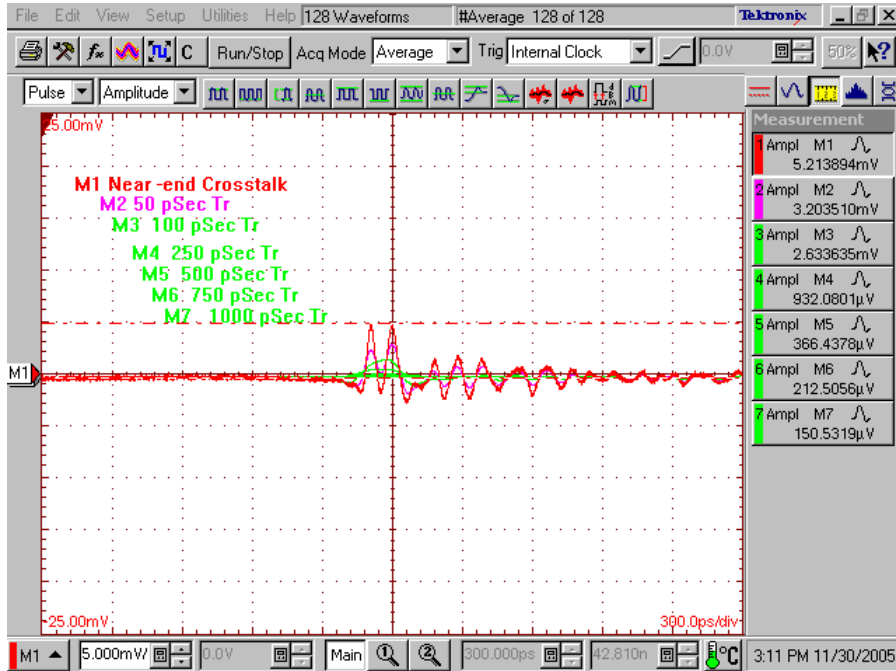 File Edit View Setup Utilities Help 128 Waveforms #Average 128 of 128 Tektronix
C Run/Stop Acq Mode Average Trig Internal Clock 0.0V 50%
Pulse Amplitude
25.00mV
M1 Near -end Crosstalk
M2 50 pSec Tr
M3 100 pSec Tr
M4 250 pSec Tr
M5 500 pSec Tr
M6 750 pSec Tr
M7 1000 pSec Tr
M1
-25.00mV
300.0ps/div
Measurement
1 Ampl M1
5.213894mV
2 Ampl M2
3.203510mV
3 Ampl M3
2.633635mV
4 Ampl M4
932.0801µV
5 Ampl M5
366.4378µV
6 Ampl M6
212.5056µV
7 Ampl M7
150.5319µV
M1 5.000mV/ 0.0V Main 1 2 300.000ps 42.810n °C 3:11 PM 11/30/2005